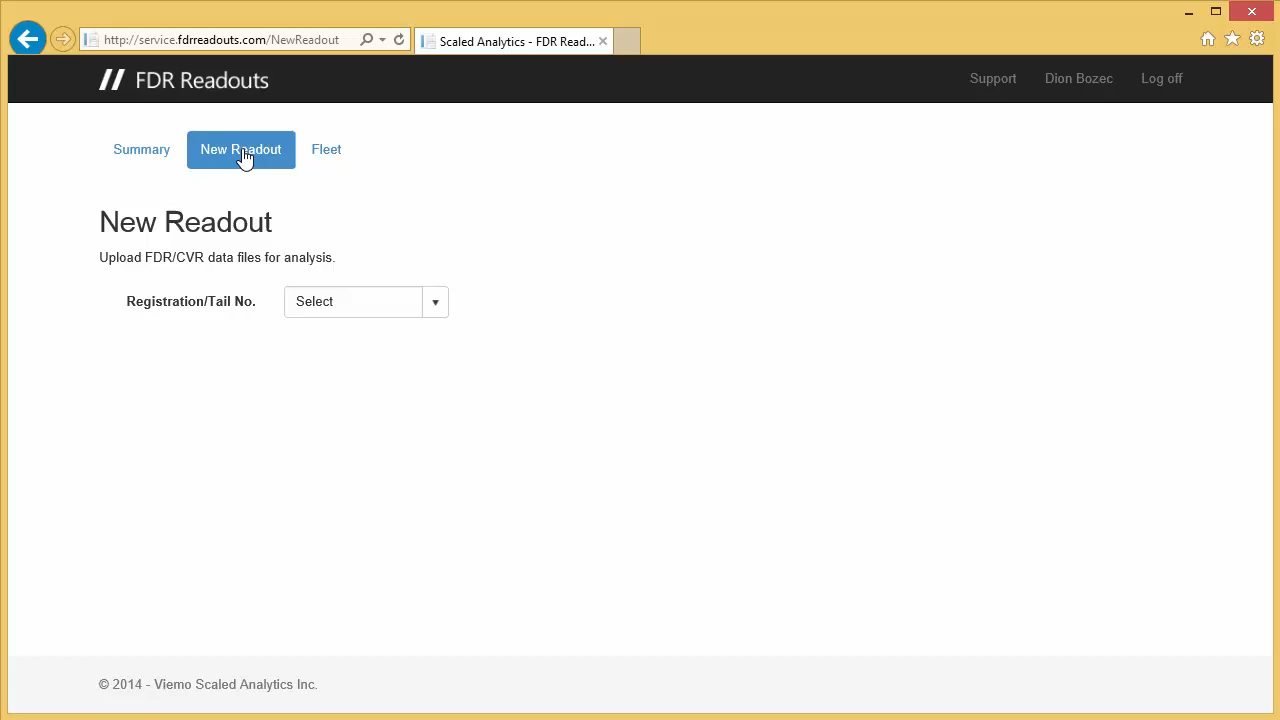 http://service.fdrreadouts.com/NewReadout
Scaled Analytics - FDR Read...
FDR Readouts
Support
Dion Bozec
Log off
Summary
New Readout
Fleet
New Readout
Upload FDR/CVR data files for analysis.
Registration/Tail No.
Select
© 2014 - Viemo Scaled Analytics Inc.